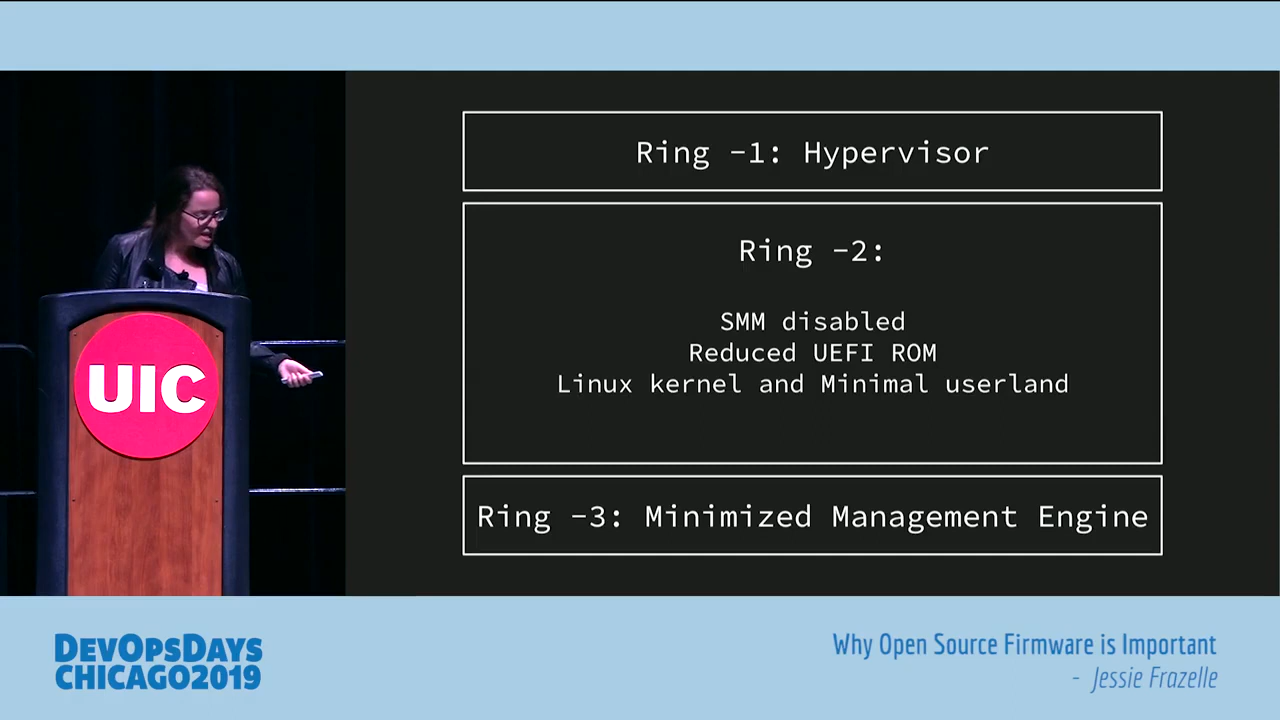 Ring -1: Hypervisor
Ring -2:
SMM disabled
Reduced UEFI ROM
Linux kernel and Minimal userland
Ring -3: Minimized Management Engine
UIC
DEVOPSDAYS
CHICAGO2019
Why Open Source Firmware is Important
- Jessie Frazelle